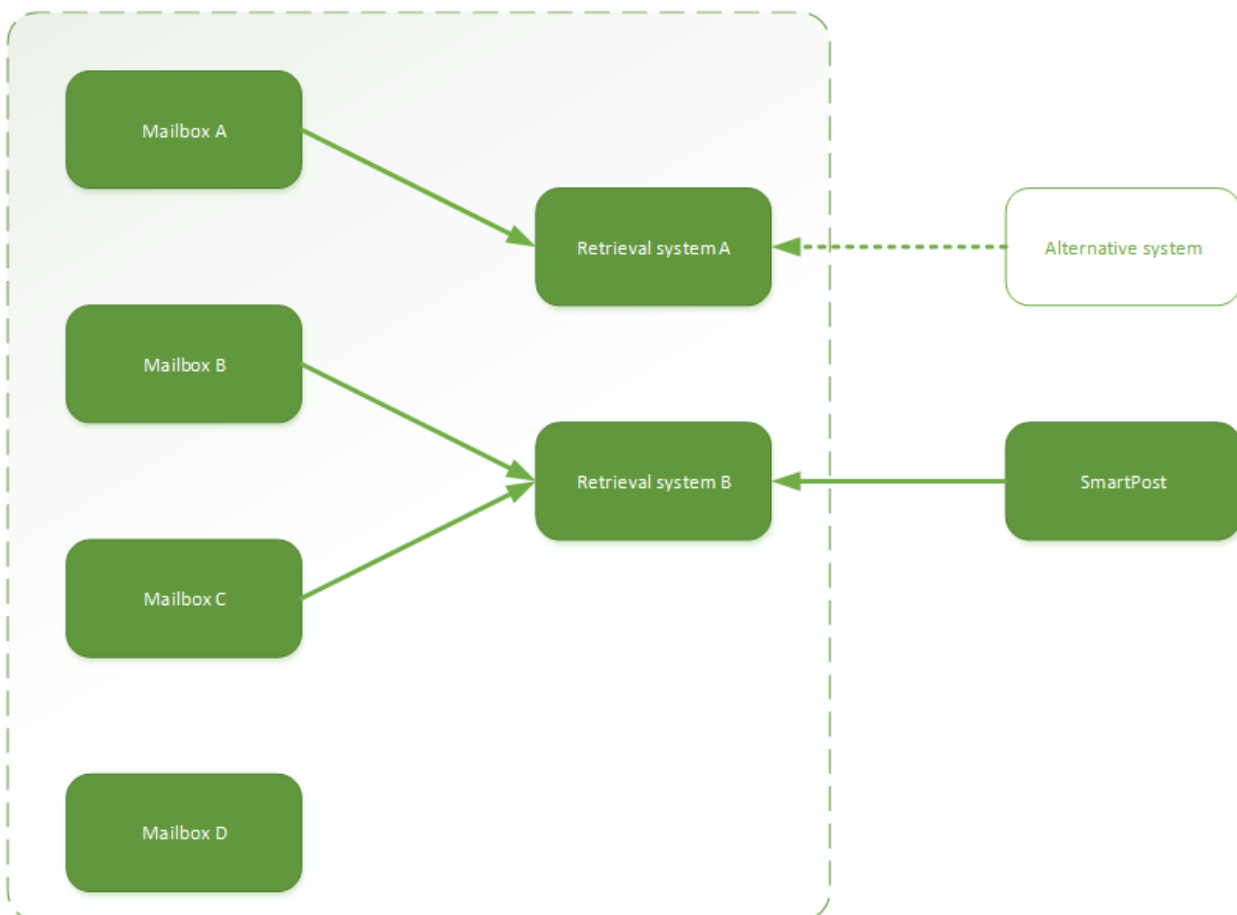 Mailbox A
Retrieval system A
Alternative system
Mailbox B
Retrieval system B
SmartPost
Mailbox C
Mailbox D